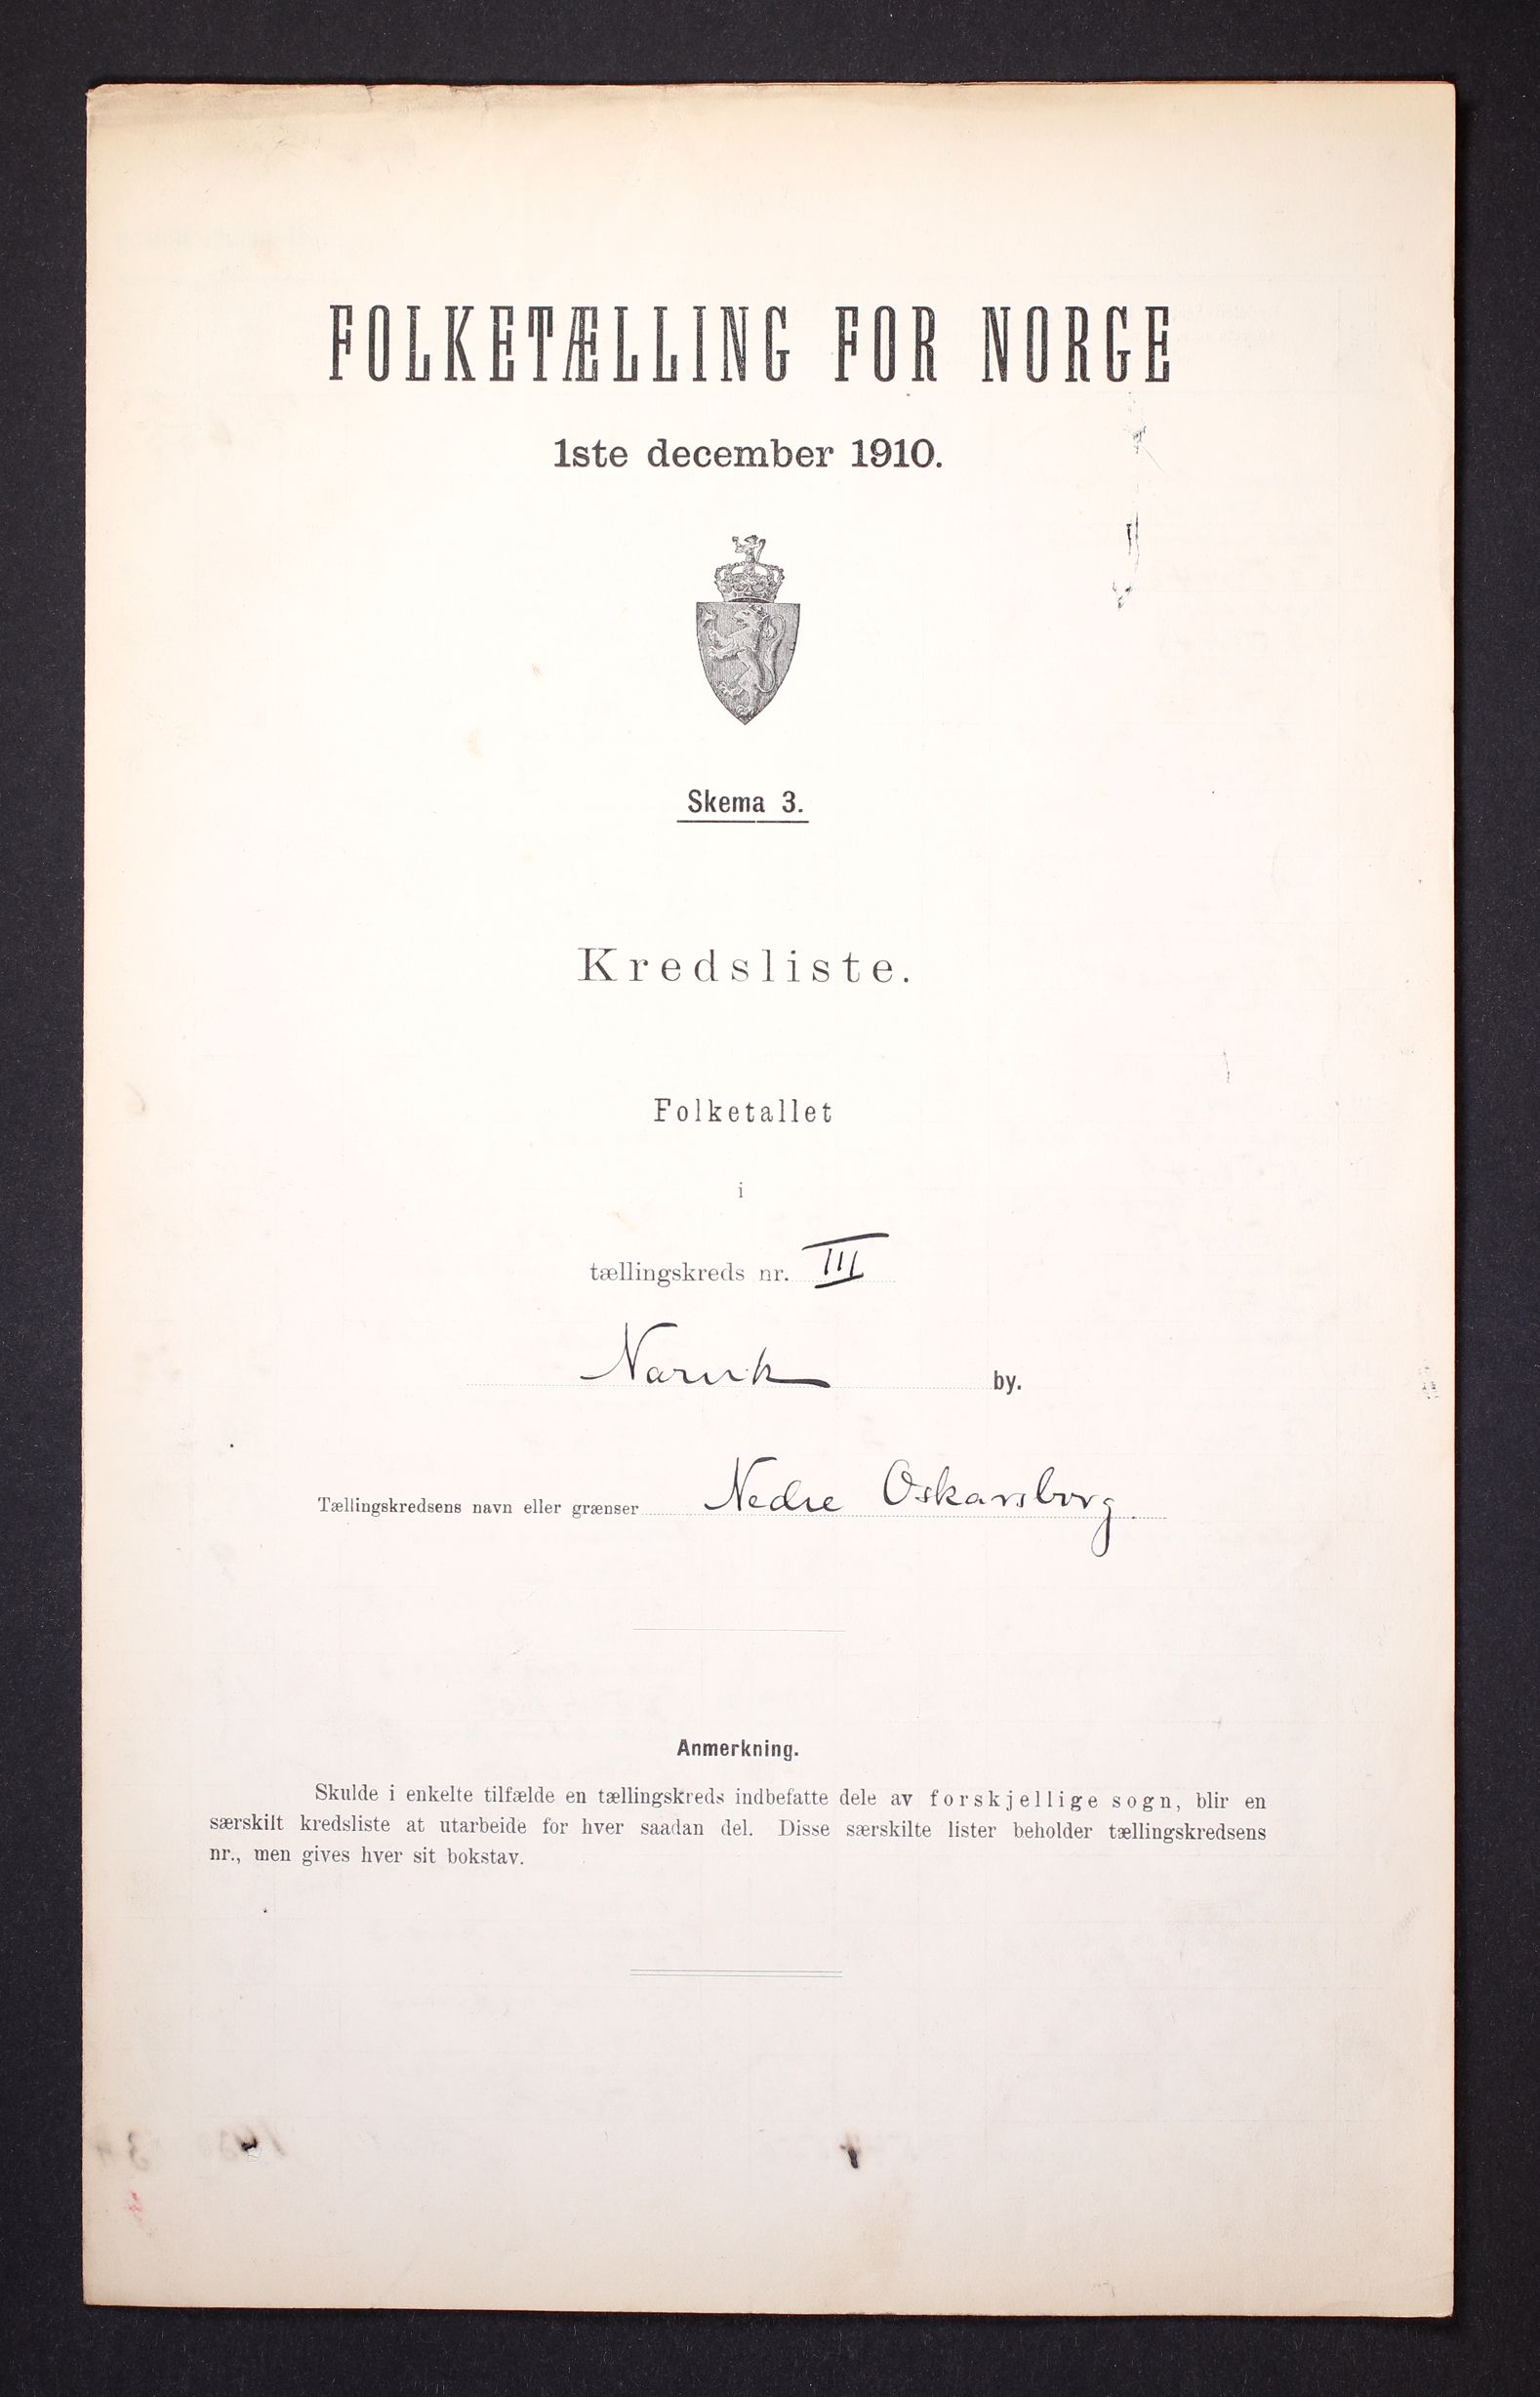 FOLKETÆLLING FOR NORGE
1ste december 1910.
Skema 3.
Kredsliste.
Folketallet
i
tællingskreds nr. III
Narvik by.
Tællingskredsens navn eller grænser Nedre Oskarsborg.
Anmerkning.
Skulde i enkelte tilfælde en tællingskreds indbefatte dele av forskjellige sogn, blir en
særskilt kredsliste at utarbeide for hver saadan del. Disse særskilte lister beholder tællingskredsens
nr., men gives hver sit bokstav.